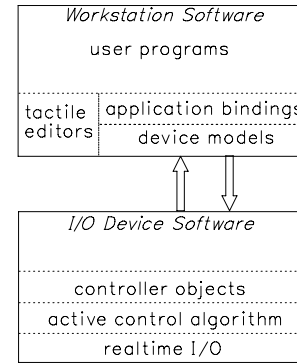 Workstation Software
user programs
tactile
editors
application bindings
device models
I/O Device Software
controller objects
active control algorithm
realtime I/O